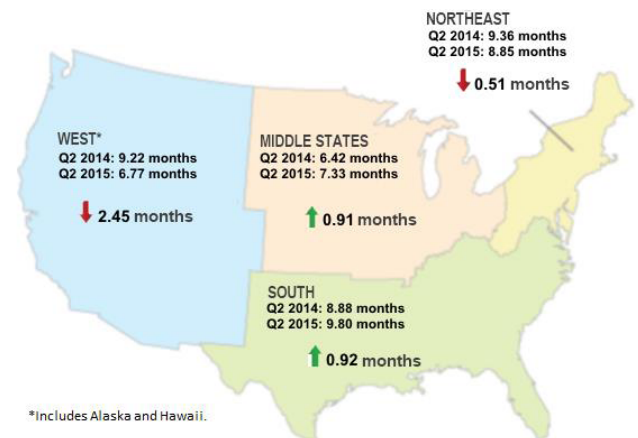 NORTHEAST
Q2 2014: 9.36 months
Q2 2015: 8.85 months
0.51 months
WEST*
Q2 2014: 9.22 months
Q2 2015: 6.77 months
2.45 months
MIDDLE STATES
Q2 2014: 6.42 months
Q2 2015: 7.33 months
0.91 months
SOUTH
Q2 2014: 8.88 months
Q2 2015: 9.80 months
0.92 months
*Includes Alaska and Hawaii.